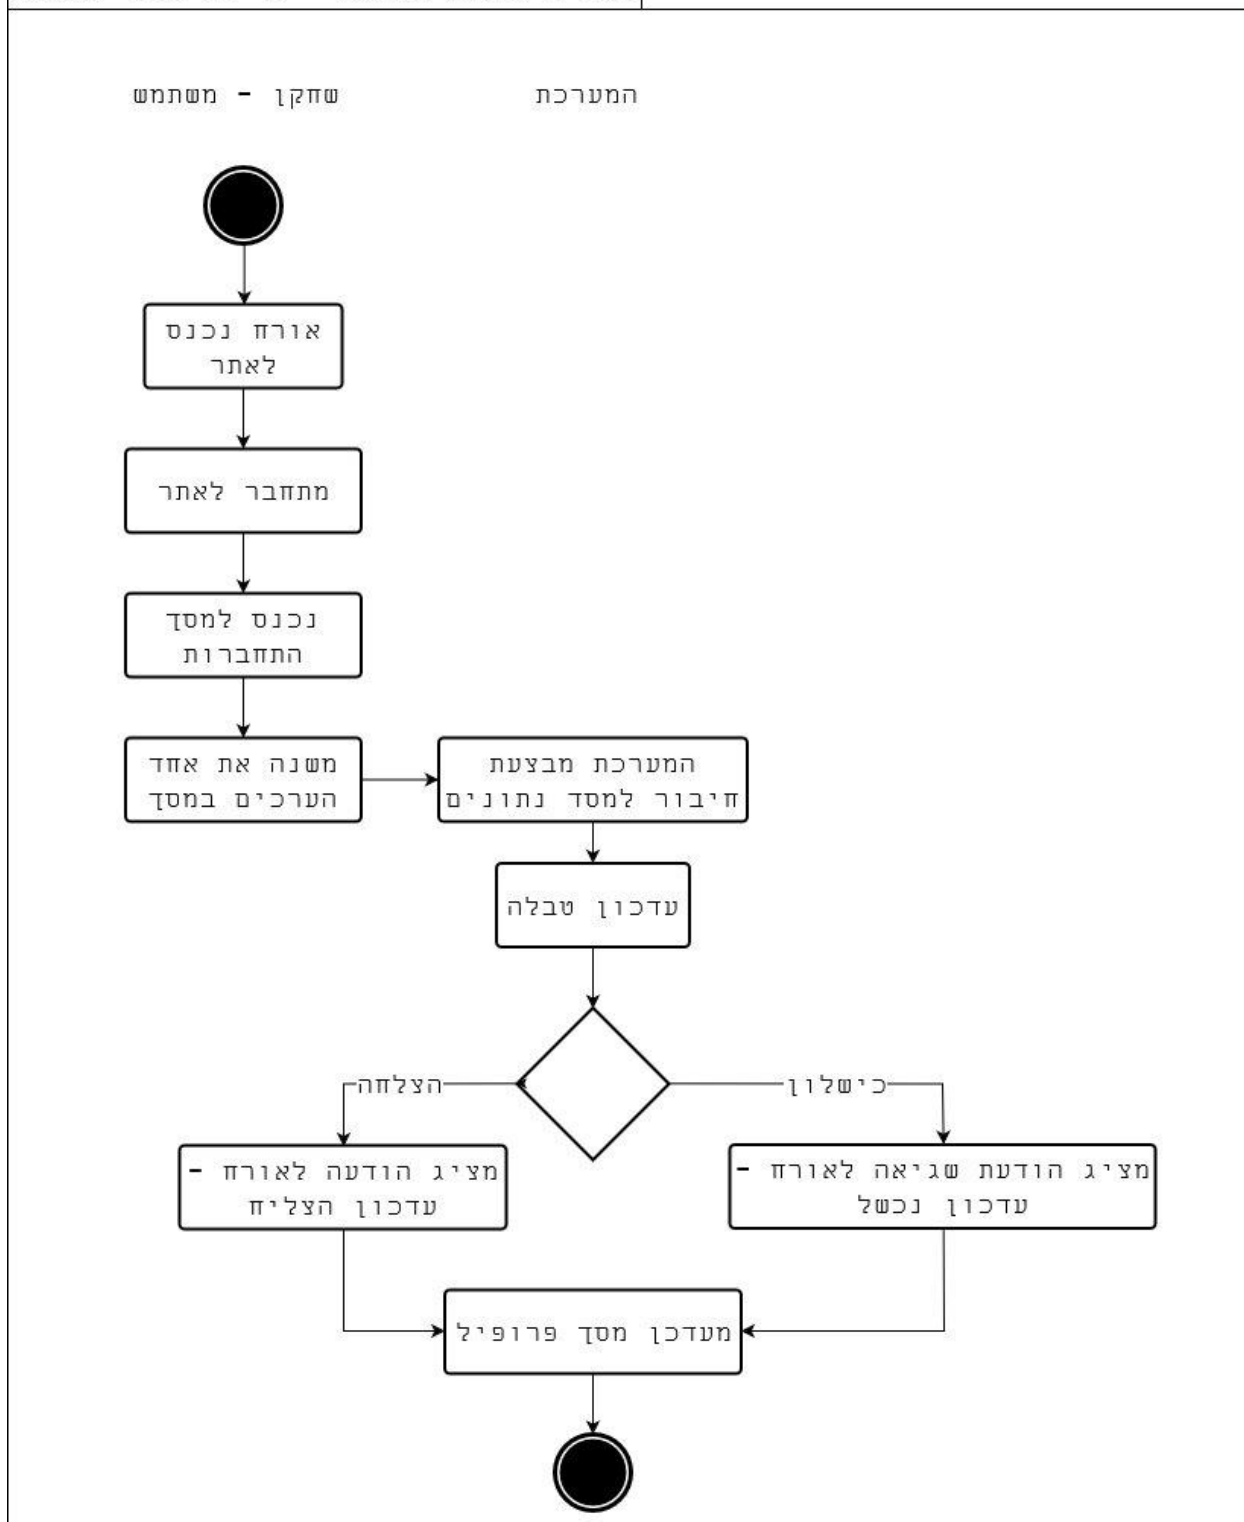 שחקן - משתמש
המערכת
אורח נכנס
לאתר
מתחבר לאתר
נכנס למסך
התחברות
משנה את אחד
הערכים במסך
המערכת מבצעת
חיבור למסד נתונים
עדכון טבלה
הצלחה
כישלון
מציג הודעה לאורח -
עדכון הצליח
מציג הודעת שגיאה לאורח -
עדכון נכשל
מעדכן מסך פרופיל